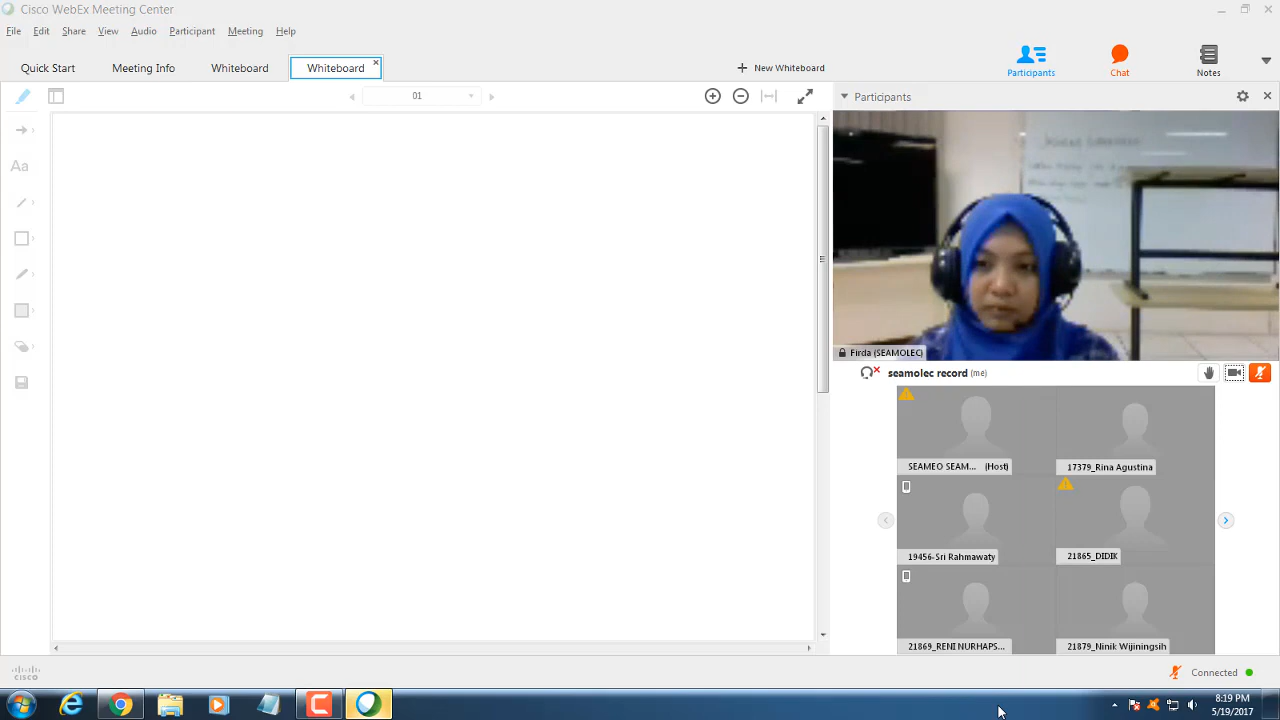 Cisco WebEx Meeting Center
File Edit Share View Audio Participant Meeting Help
Quick Start Meeting Info Whiteboard Whiteboard New Whiteboard Participants Chat Notes
01
Participants
Aa
Firda (SEAMOLEC)
seamolec record (me)
SEAMEO SEAM... (Host)
17379_Rina Agustina
19456-Sri Rahmawaty
21865_DIDIK
21869_RENI NURHAPS...
21879_Ninik Wijiningsih
Connected
8:19 PM
5/19/2017